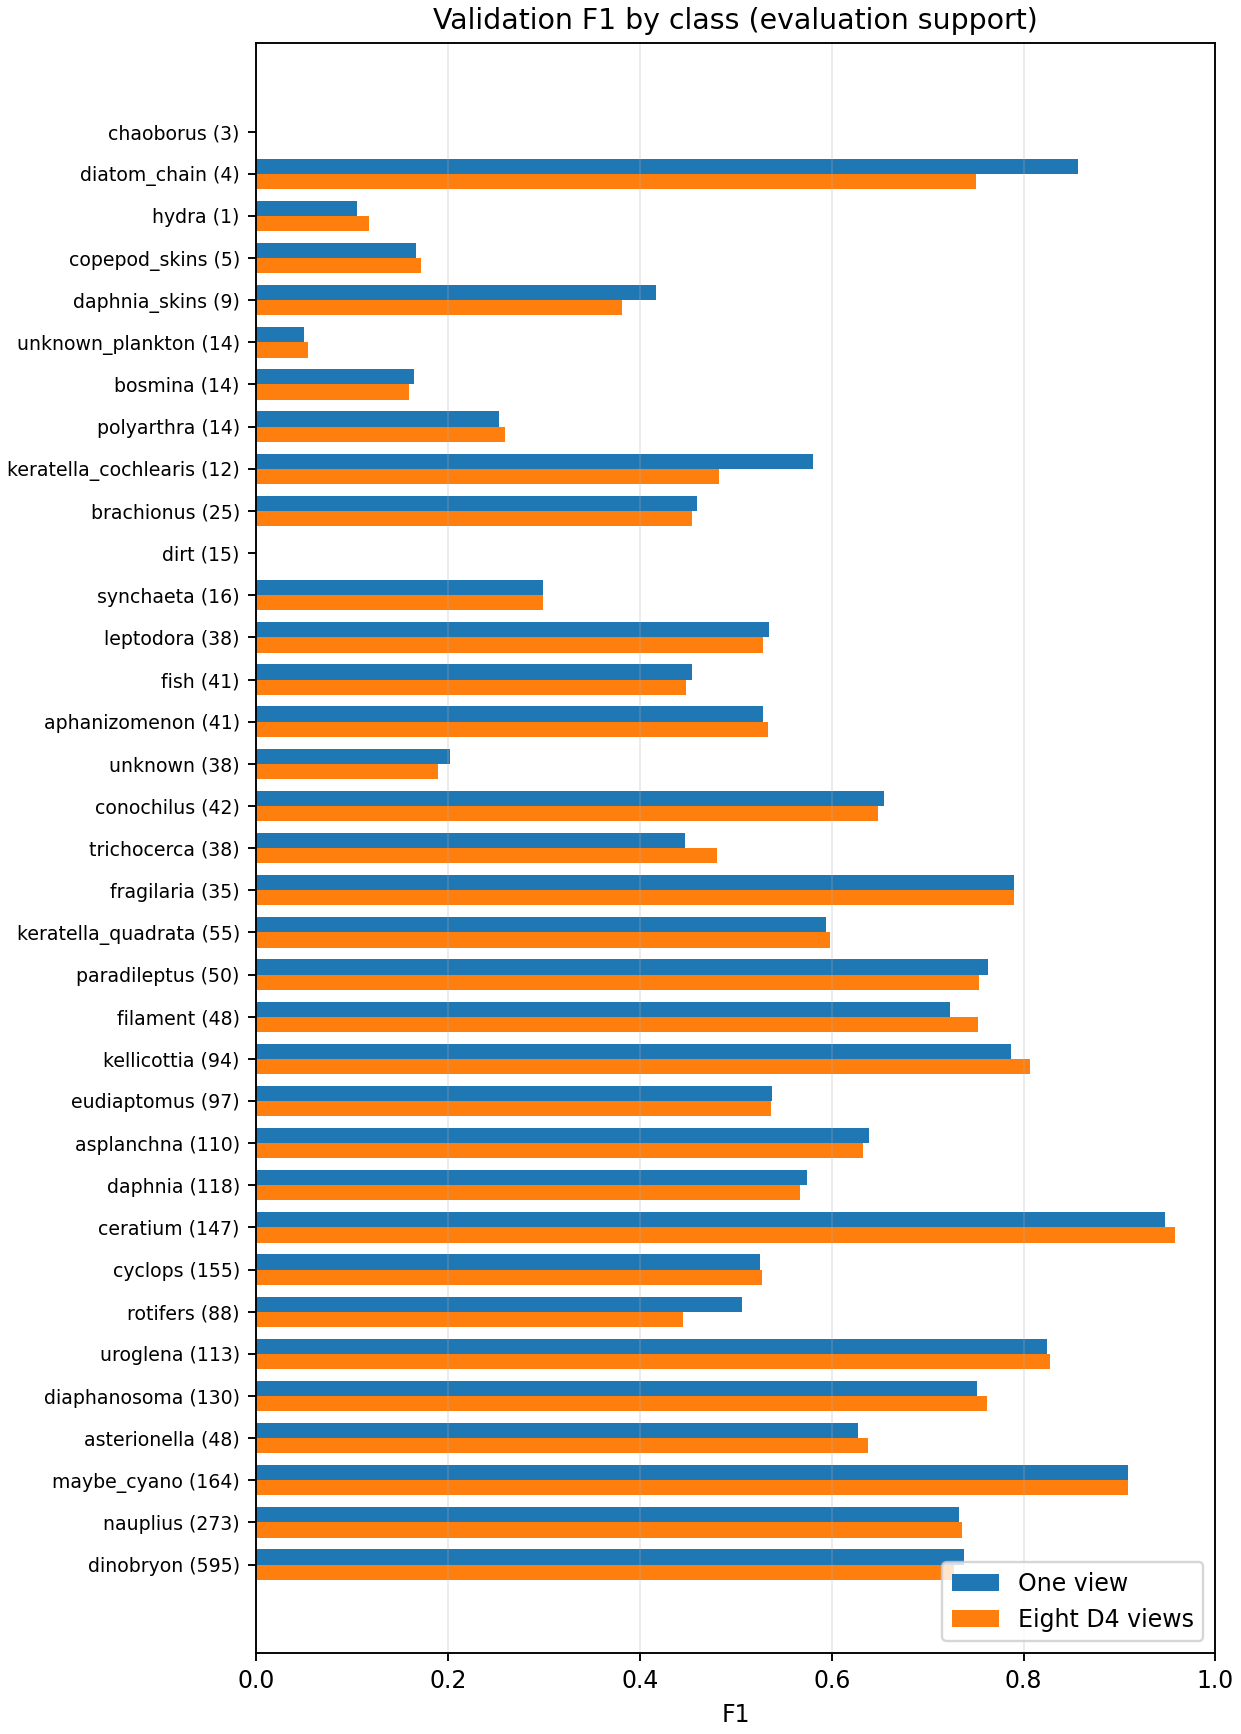 Validation F1 by class (evaluation support)
chaoborus (3)
diatom_chain (4)
hydra (1)
copepod_skins (5)
daphnia_skins (9)
unknown_plankton (14)
bosmina (14)
polyarthra (14)
keratella_cochlearis (12)
brachionus (25)
dirt (15)
synchaeta (16)
leptodora (38)
fish (41)
aphanizomenon (41)
unknown (38)
conochilus (42)
trichocerca (38)
fragilaria (35)
keratella_quadrata (55)
paradileptus (50)
filament (48)
kellicottia (94)
eudiaptomus (97)
asplanchna (110)
daphnia (118)
ceratium (147)
cyclops (155)
rotifers (88)
uroglena (113)
diaphanosoma (130)
asterionella (48)
maybe_cyano (164)
nauplius (273)
dinobryon (595)
One view
Eight D4 views
0.0 0.2 0.4 0.6 0.8 1.0
F1